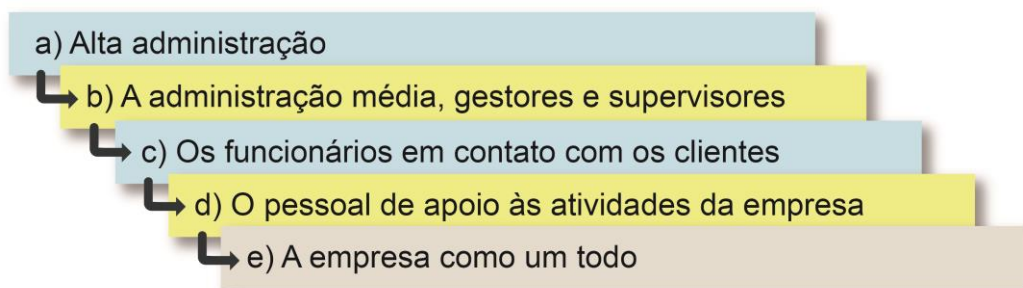 a) Alta administração
b) A administração média, gestores e supervisores
c) Os funcionários em contato com os clientes
d) O pessoal de apoio às atividades da empresa
e) A empresa como um todo